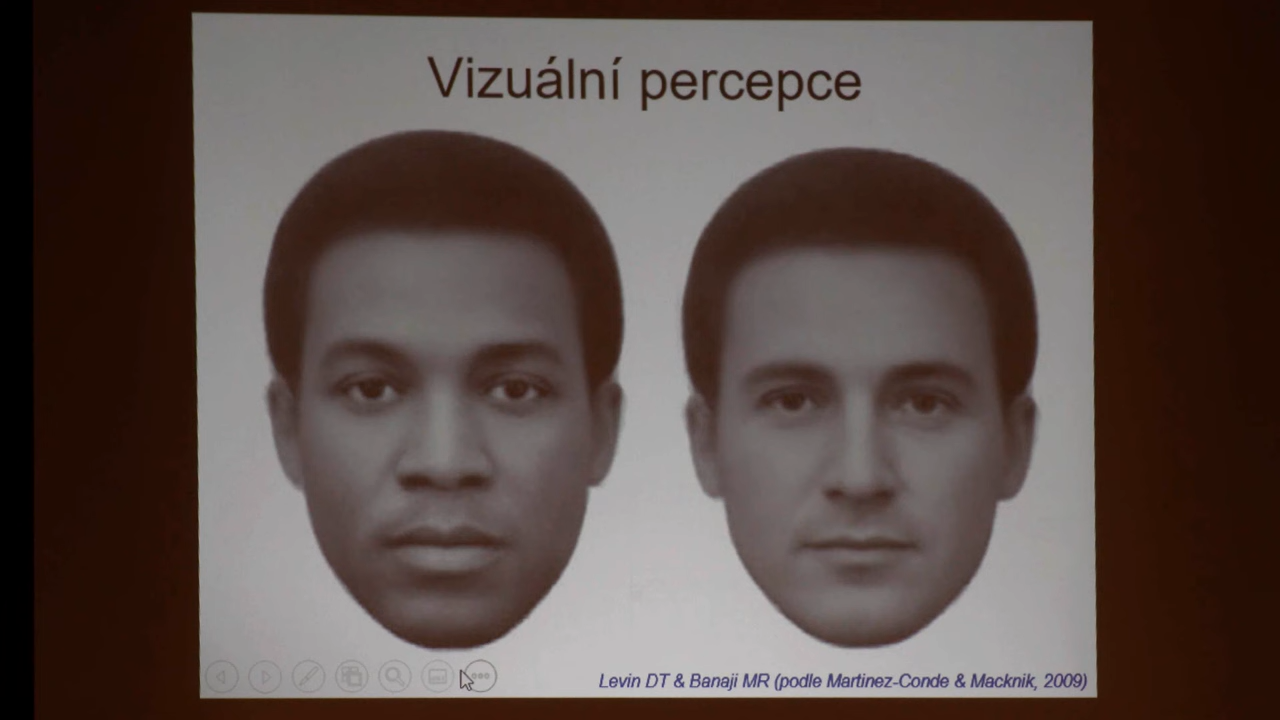 Vizuální percepce
Levin DT & Banaji MR (podle Martinez-Conde & Macknik, 2009)